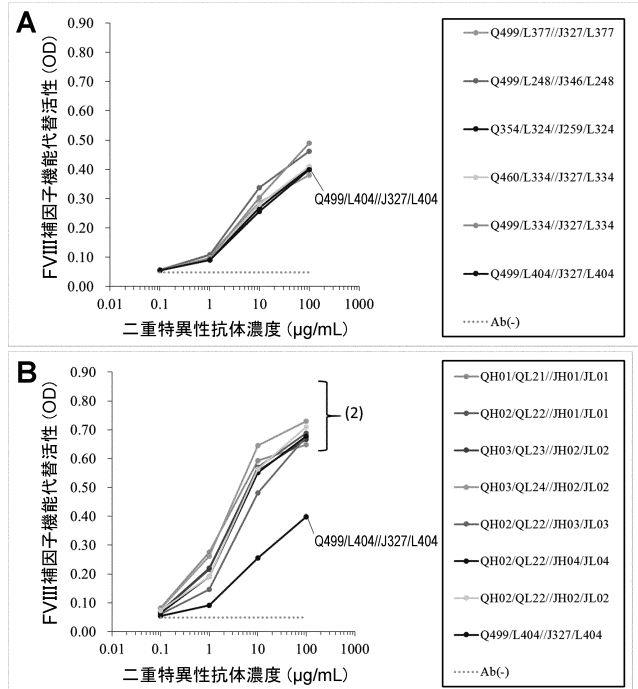 A
FVIII補因子機能代替活性(OD)
0.90
0.80
0.70
0.60
0.50
0.40
0.30
0.20
0.10
0.00
0.01
0.1
1
10
100
1000
二重特異性抗体濃度(μg/mL)
Q499/L404//J327/L404
Q499/L377//J327/L377
Q499/L248//J346/L248
Q354/L324//J259/L324
Q460/L334//J327/L334
Q499/L334//J327/L334
Q499/L404//J327/L404
Ab(-)
B
FVIII補因子機能代替活性(OD)
0.90
0.80
0.70
0.60
0.50
0.40
0.30
0.20
0.10
0.00
0.01
0.1
1
10
100
1000
二重特異性抗体濃度(μg/mL)
(2)
Q499/L404//J327/L404
QH01/QL21//JH01/JL01
QH02/QL22//JH01/JL01
QH03/QL23//JH02/JL02
QH03/QL24//JH02/JL02
QH02/QL22//JH03/JL03
QH02/QL22//JH04/JL04
QH02/QL22//JH02/JL02
Q499/L404//J327/L404
Ab(-)